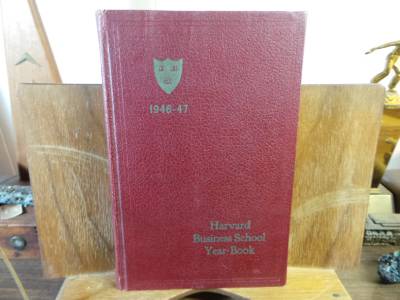 1946-47
Harvard
Business School
Year-Book